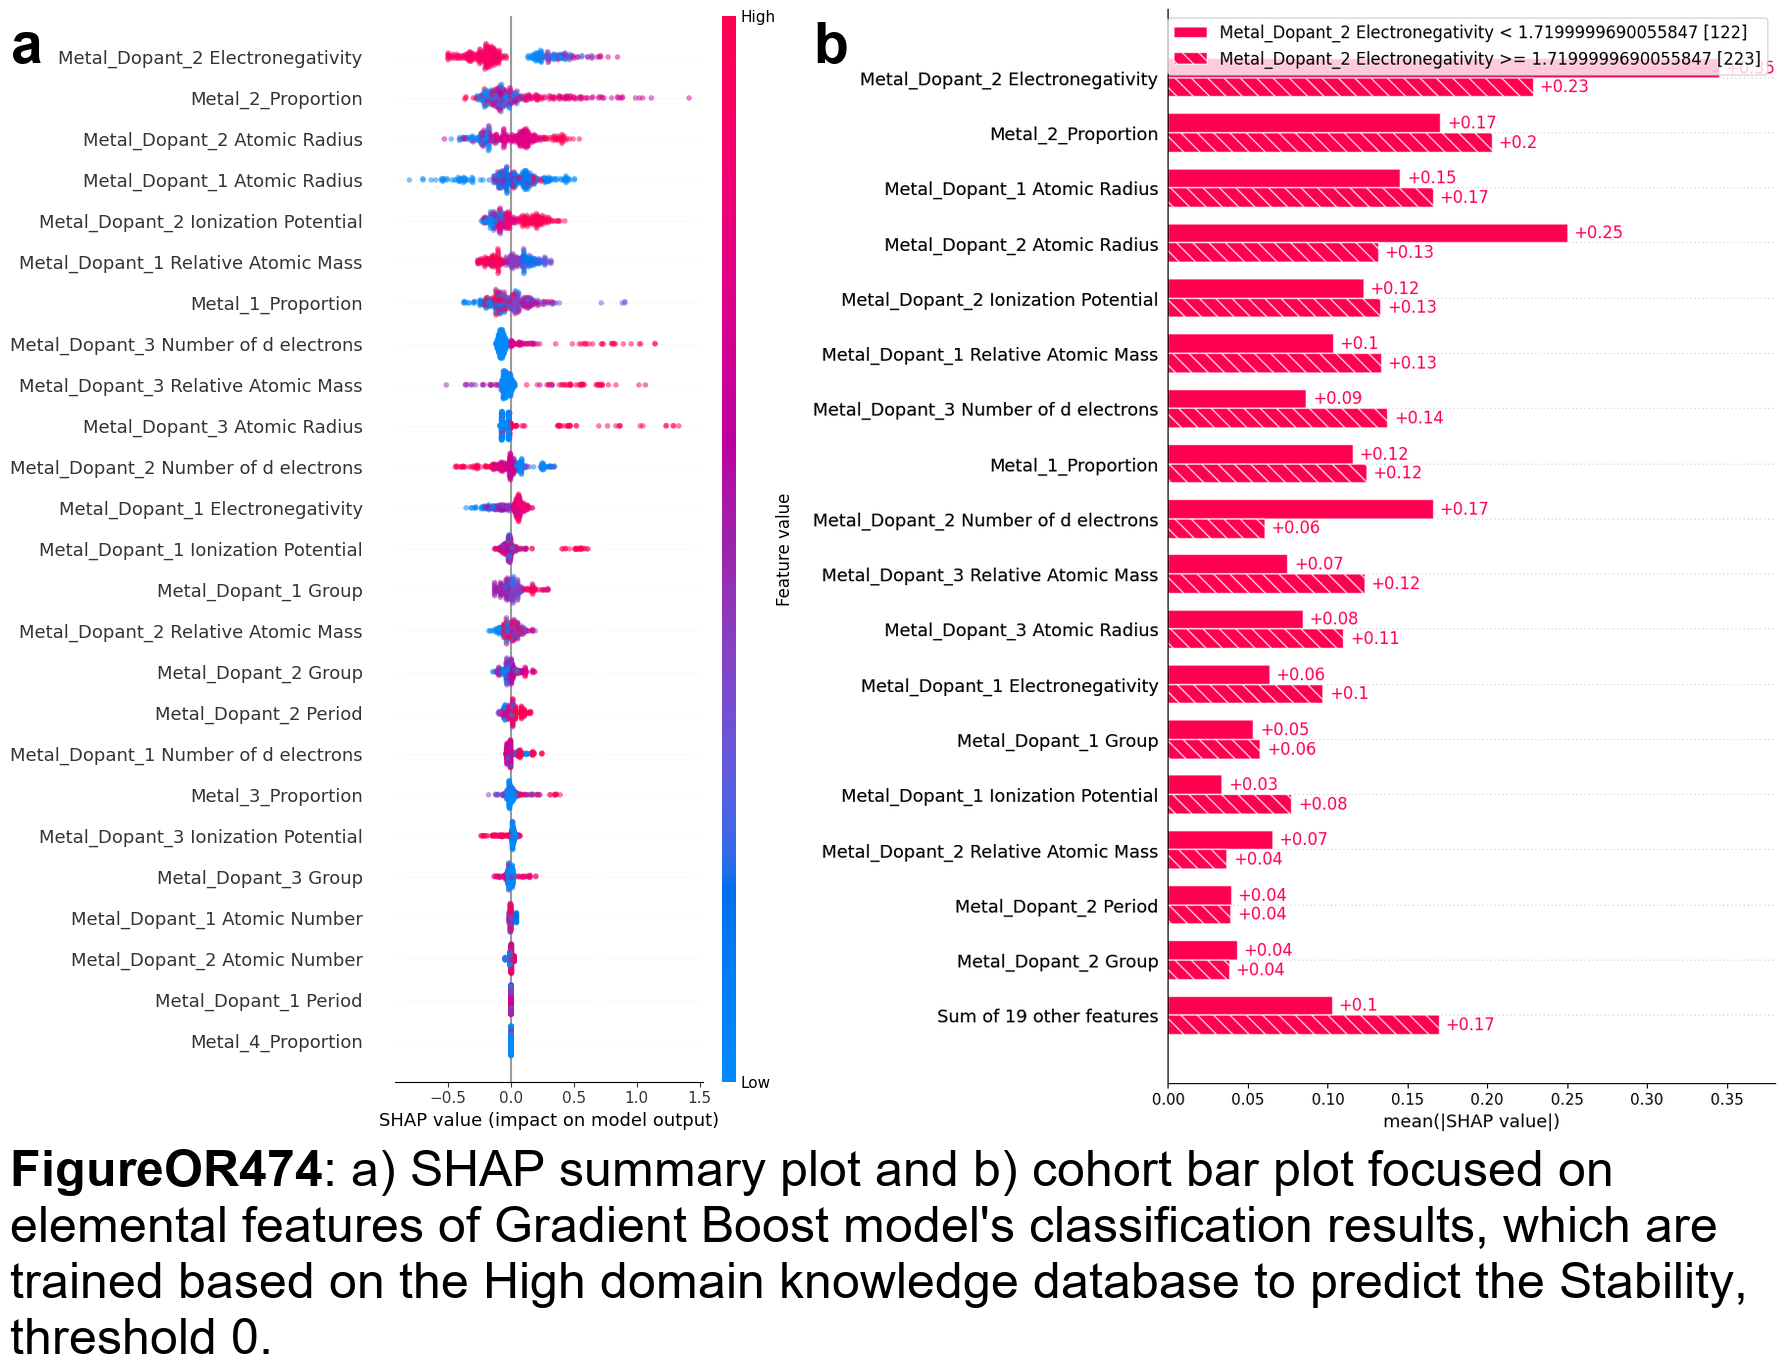 a
Metal_Dopant_2 Electronegativity
Metal_2_Proportion
Metal_Dopant_2 Atomic Radius
Metal_Dopant_1 Atomic Radius
Metal_Dopant_2 Ionization Potential
Metal_Dopant_1 Relative Atomic Mass
Metal_1_Proportion
Metal_Dopant_3 Number of d electrons
Metal_Dopant_3 Relative Atomic Mass
Metal_Dopant_3 Atomic Radius
Metal_Dopant_2 Number of d electrons
Metal_Dopant_1 Electronegativity
Metal_Dopant_1 Ionization Potential
Metal_Dopant_1 Group
Metal_Dopant_2 Relative Atomic Mass
Metal_Dopant_2 Group
Metal_Dopant_2 Period
Metal_Dopant_1 Number of d electrons
Metal_3_Proportion
Metal_Dopant_3 Ionization Potential
Metal_Dopant_3 Group
Metal_Dopant_1 Atomic Number
Metal_Dopant_2 Atomic Number
Metal_Dopant_1 Period
Metal_4_Proportion
−0.5 0.0 0.5 1.0 1.5
SHAP value (impact on model output)
High
Low
Feature value
b
Metal_Dopant_2 Electronegativity < 1.7199999690055847 [122]
Metal_Dopant_2 Electronegativity >= 1.7199999690055847 [223]
Metal_Dopant_2 Electronegativity
+0.35
+0.23
Metal_2_Proportion
+0.17
+0.2
Metal_Dopant_1 Atomic Radius
+0.15
+0.17
Metal_Dopant_2 Atomic Radius
+0.25
+0.13
Metal_Dopant_2 Ionization Potential
+0.12
+0.13
Metal_Dopant_1 Relative Atomic Mass
+0.1
+0.13
Metal_Dopant_3 Number of d electrons
+0.09
+0.14
Metal_1_Proportion
+0.12
+0.12
Metal_Dopant_2 Number of d electrons
+0.17
+0.06
Metal_Dopant_3 Relative Atomic Mass
+0.07
+0.12
Metal_Dopant_3 Atomic Radius
+0.08
+0.11
Metal_Dopant_1 Electronegativity
+0.06
+0.1
Metal_Dopant_1 Group
+0.05
+0.06
Metal_Dopant_1 Ionization Potential
+0.03
+0.08
Metal_Dopant_2 Relative Atomic Mass
+0.07
+0.04
Metal_Dopant_2 Period
+0.04
+0.04
Metal_Dopant_2 Group
+0.04
+0.04
Sum of 19 other features
+0.1
+0.17
0.00 0.05 0.10 0.15 0.20 0.25 0.30 0.35
mean(|SHAP value|)
FigureOR474: a) SHAP summary plot and b) cohort bar plot focused on
elemental features of Gradient Boost model's classification results, which are
trained based on the High domain knowledge database to predict the Stability,
threshold 0.